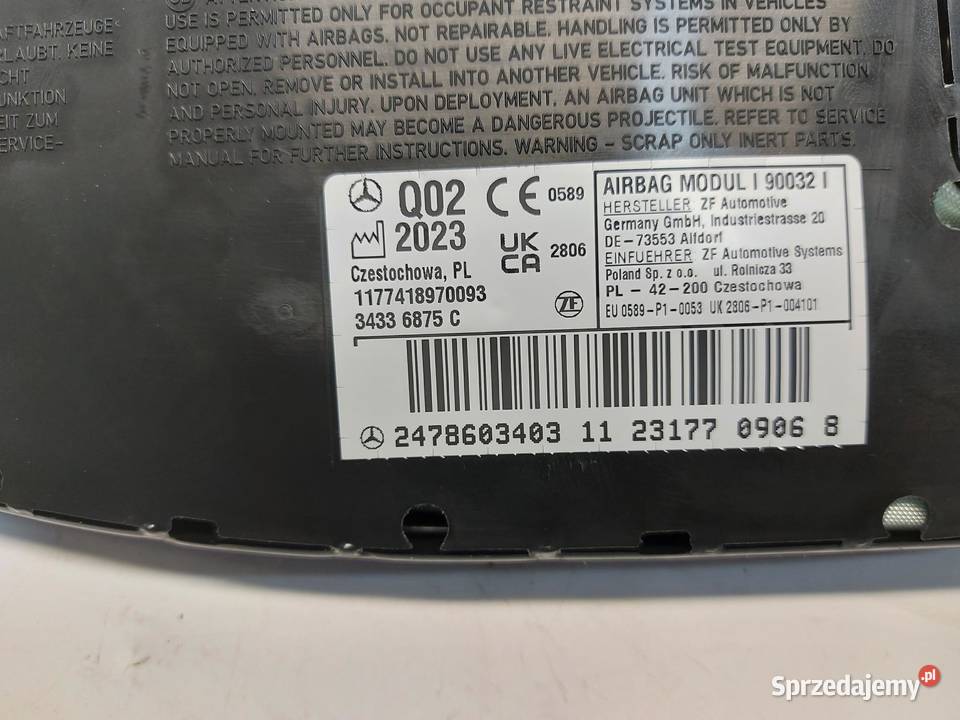 AFTFAHRZEUGE
ERLAUBT. KEINE
UNKTION
EIT ZUM
SERVICE-
USE IS PERMITTED ONLY FOR OCCUPANT RESTRAINT SYSTEMS IN VEHICLES
EQUIPPED WITH AIRBAGS. NOT REPAIRABLE. HANDLING IS PERMITTED BY
AUTHORIZED PERSONNEL. DO NOT USE ANY LIVE ELECTRICAL TEST EQUIPMENT. DO
NOT OPEN, REMOVE OR INSTALL INTO ANOTHER VEHICLE. RISK OF MALFUNCTION
AND PERSONAL INJURY. UPON DEPLOYMENT, AN AIRBAG UNIT WHICH IS NOT
PROPERLY MOUNTED MAY BECOME A DANGEROUS PROJECTILE. REFER TO SERVICE
MANUAL FOR FURTHER INSTRUCTIONS. WARNING - SCRAP ONLY INERT PARTS.
Q02 CE 0589
2023 UKCA 2806
Czestochowa, PL
1177418970093
3433 6875 C ZF
AIRBAG MODUL I 90032 I
HERSTELLER ZF Automotive
Germany GmbH, Industriestrasse 20
DE-73553 Alfdorf
EINFUEHRER ZF Automotive Systems
Poland Sp. z o.o. ul. Rolnicza 33
PL - 42-200 Czestochowa
EU 0589-P1-0053 UK 2806-P1-004101
2478603403 11 23177 0906 8
Sprzedajemy.pl